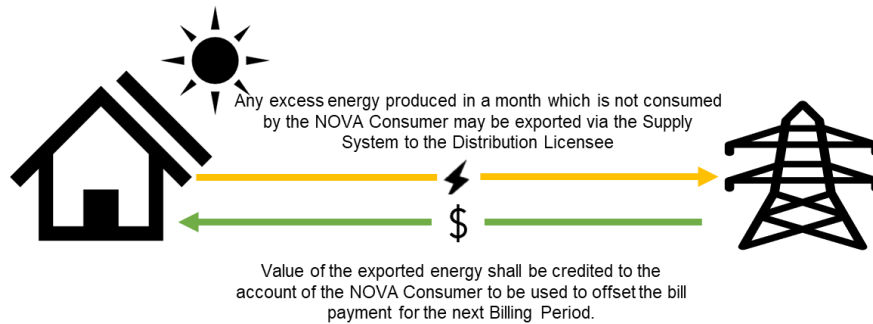 Any excess energy produced in a month which is not consumed
by the NOVA Consumer may be exported via the Supply
System to the Distribution Licensee
$
Value of the exported energy shall be credited to the
account of the NOVA Consumer to be used to offset the bill
payment for the next Billing Period.